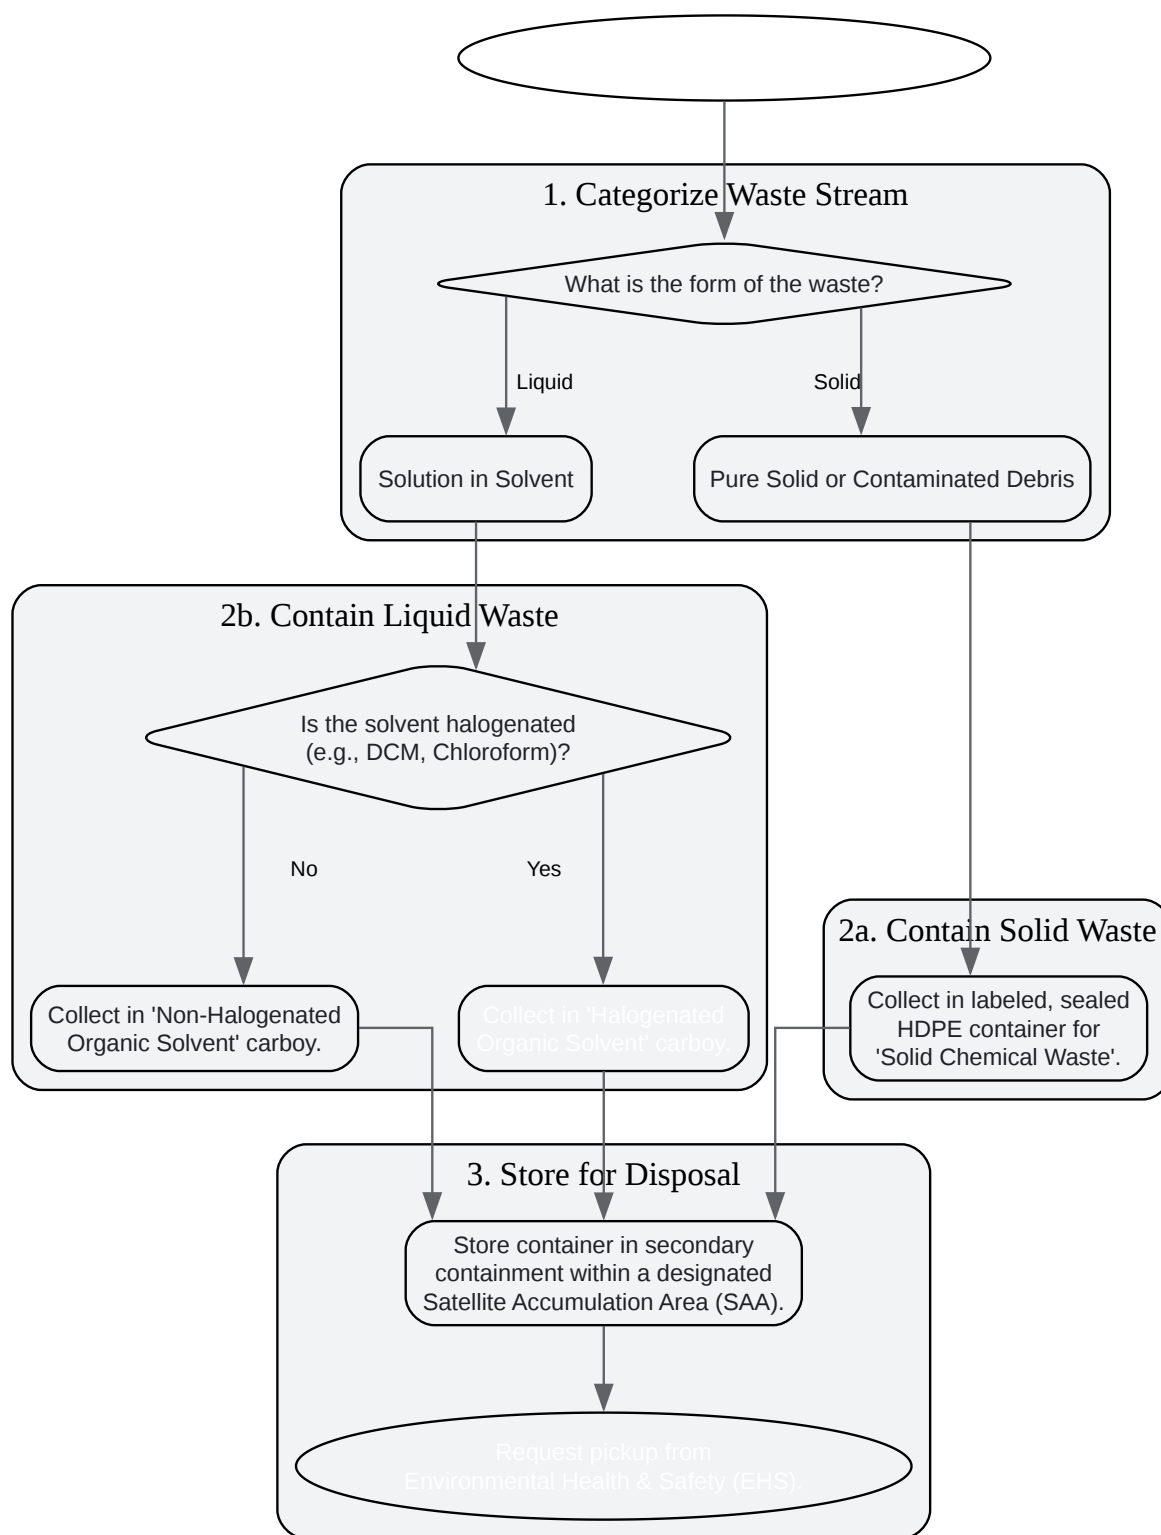 1. Categorize Waste Stream
What is the form of the waste?
Liquid
Solid
Solution in Solvent
Pure Solid or Contaminated Debris
2b. Contain Liquid Waste
Is the solvent halogenated
(e.g., DCM, Chloroform)?
No
Yes
Collect in 'Non-Halogenated
Organic Solvent' carboy.
Collect in 'Halogenated
Organic Solvent' carboy.
2a. Contain Solid Waste
Collect in labeled, sealed
HDPE container for
'Solid Chemical Waste'.
3. Store for Disposal
Store container in secondary
containment within a designated
Satellite Accumulation Area (SAA).
Request pickup from
Environmental Health & Safety (EHS).